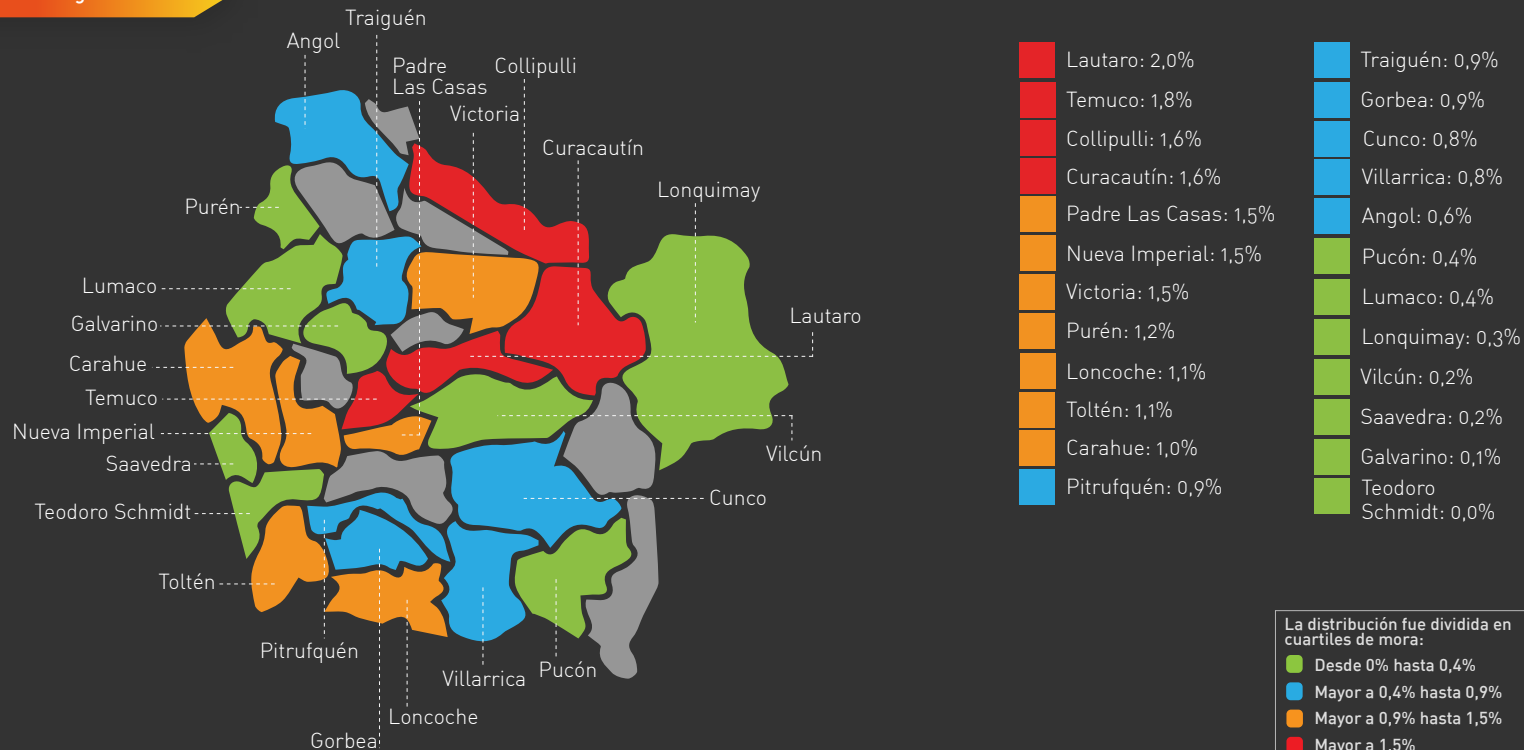 Traiguén
Angol
Padre
Las Casas
Collipulli
Victoria
Curacautín
Lonquimay
Purén
Lumaco
Galvarino
Lautaro
Carahue
Temuco
Nueva Imperial
Saavedra
Vilcún
Cunco
Teodoro Schmidt
Toltén
Pitrufquén
Villarrica
Pucón
Loncoche
Gorbea
Lautaro: 2,0%
Temuco: 1,8%
Collipulli: 1,6%
Curacautín: 1,6%
Padre Las Casas: 1,5%
Nueva Imperial: 1,5%
Victoria: 1,5%
Purén: 1,2%
Loncoche: 1,1%
Toltén: 1,1%
Carahue: 1,0%
Pitrufquén: 0,9%
Traiguén: 0,9%
Gorbea: 0,9%
Cunco: 0,8%
Villarrica: 0,8%
Angol: 0,6%
Pucón: 0,4%
Lumaco: 0,4%
Lonquimay: 0,3%
Vilcún: 0,2%
Saavedra: 0,2%
Galvarino: 0,1%
Teodoro
Schmidt: 0,0%
La distribución fue dividida en
cuartiles de mora:
Desde 0% hasta 0,4%
Mayor a 0,4% hasta 0,9%
Mayor a 0,9% hasta 1,5%
Mayor a 1,5%